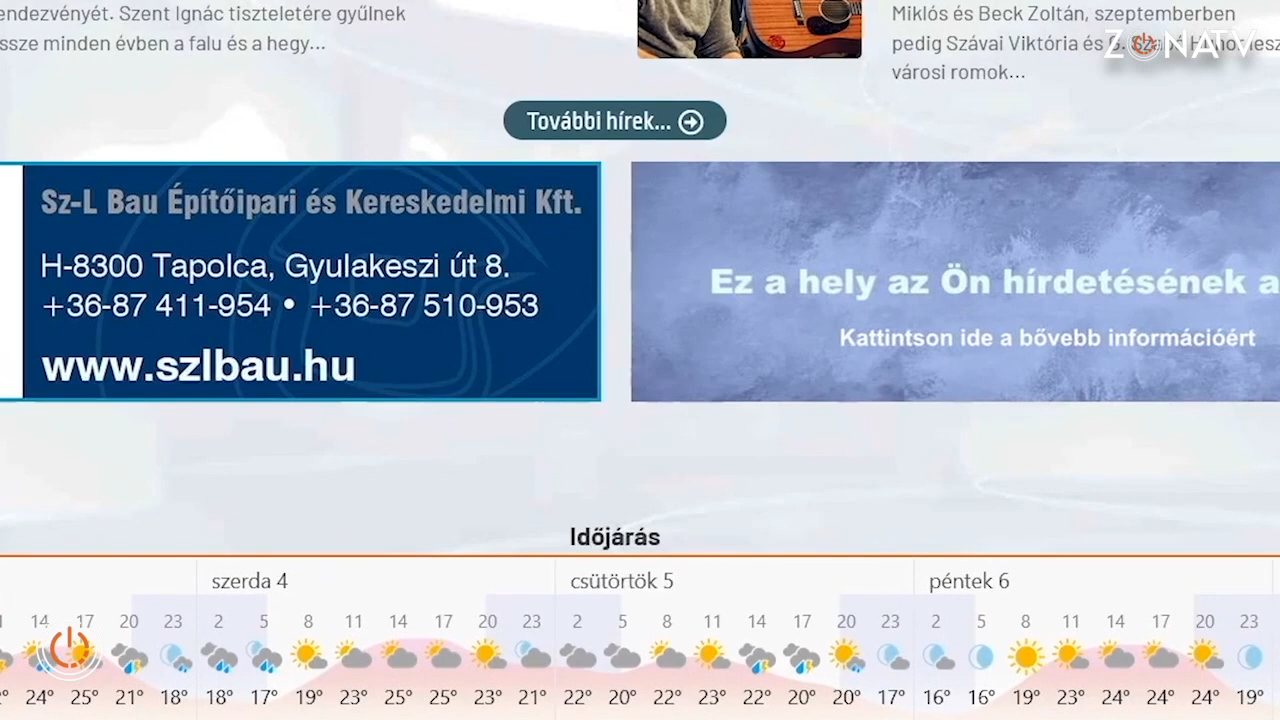 endezvényét. Szent Ignác tiszteletére gyűlnek
ssze minden évben a falu és a hegy...
Miklós és Beck Zoltán, szeptemberben
pedig Szávai Viktória és
városi romok...
ZONATV
További hírek...
Sz-L Bau Építőipari és Kereskedelmi Kft.
H-8300 Tapolca, Gyulakeszi út 8.
+36-87 411-954 • +36-87 510-953
www.szlbau.hu
Ez a hely az Ön hírdetésének a
Kattintson ide a bővebb információért
Időjárás
szerda 4 csütörtök 5 péntek 6
14 17 20 23 2 5 8 11 14 17 20 23 2 5 8 11 14 17 20 23 2 5 8 11 14 17 20 23
24° 25° 21° 18° 18° 17° 19° 23° 25° 25° 23° 21° 22° 20° 22° 23° 22° 20° 20° 17° 16° 16° 19° 23° 24° 24° 24° 19°